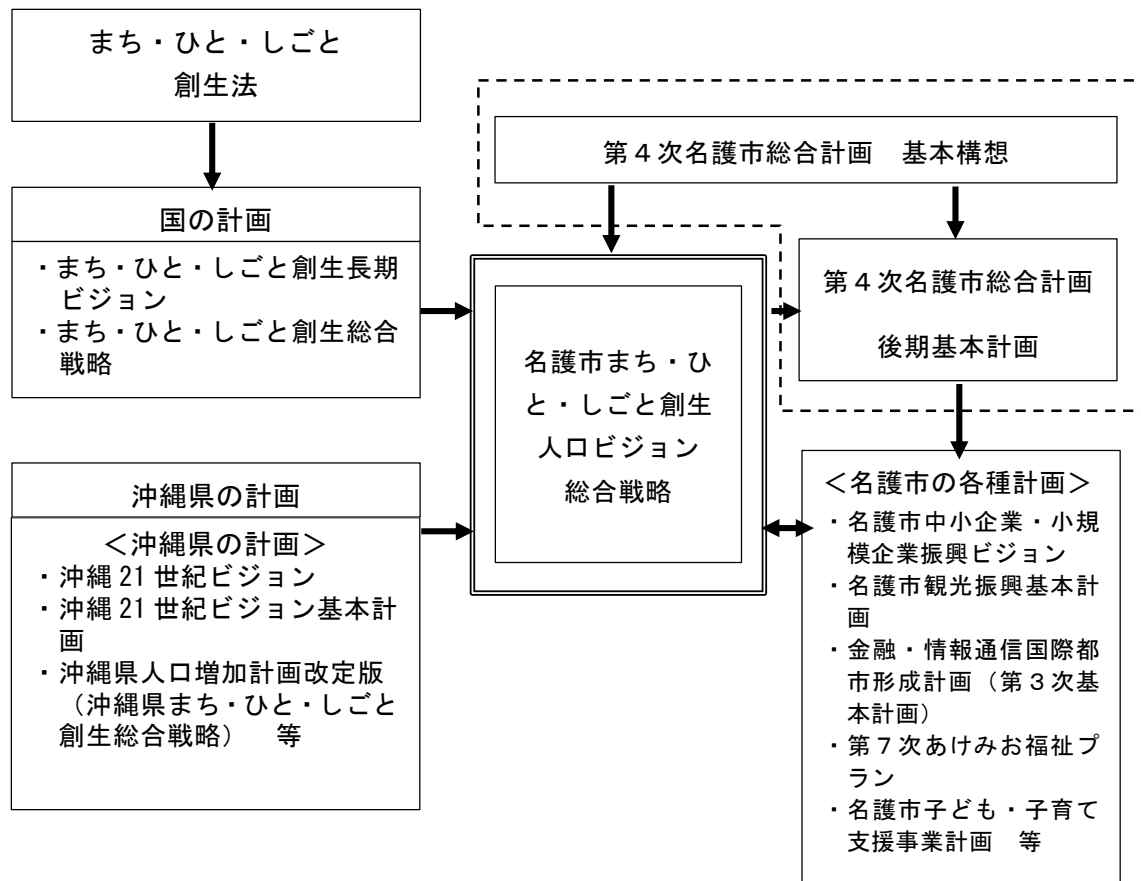 まち・ひと・しごと
創生法
第４次名護市総合計画　基本構想
国の計画
・まち・ひと・しごと創生長期
ビジョン
・まち・ひと・しごと創生総合
戦略
第４次名護市総合計画
後期基本計画
名護市まち・ひ
と・しごと創生
人口ビジョン
総合戦略
沖縄県の計画
＜沖縄県の計画＞
・沖縄 21 世紀ビジョン
・沖縄 21 世紀ビジョン基本計
画
・沖縄県人口増加計画改定版
（沖縄県まち・ひと・しごと
創生総合戦略）　等
＜名護市の各種計画＞
・名護市中小企業・小規
模企業振興ビジョン
・名護市観光振興基本計
画
・金融・情報通信国際都
市形成計画（第３次基
本計画）
・第７次あけみお福祉プ
ラン
・名護市子ども・子育て
支援事業計画　等